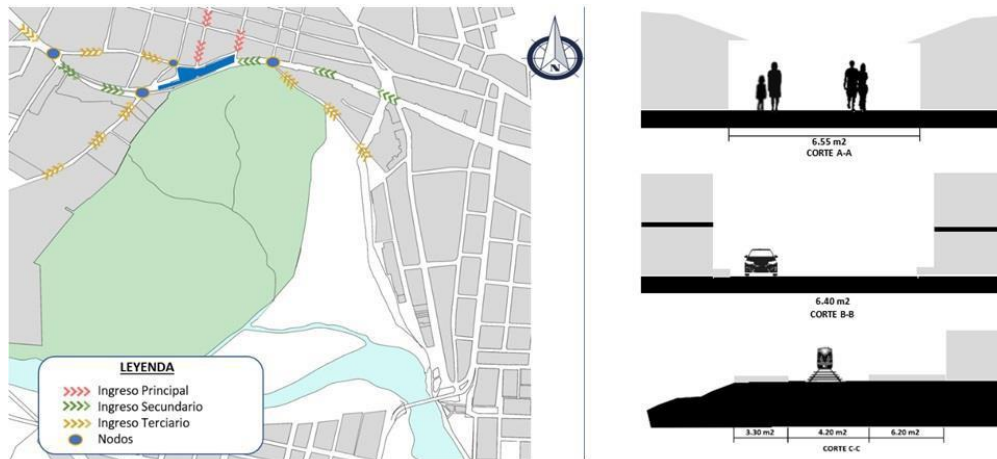 N
LEYENDA
Ingreso Principal
Ingreso Secundario
Ingreso Terciario
Nodos
6.55 m2
CORTE A-A
6.40 m2
CORTE B-B
3.30 m2
4.20 m2
6.20 m2
CORTE C-C